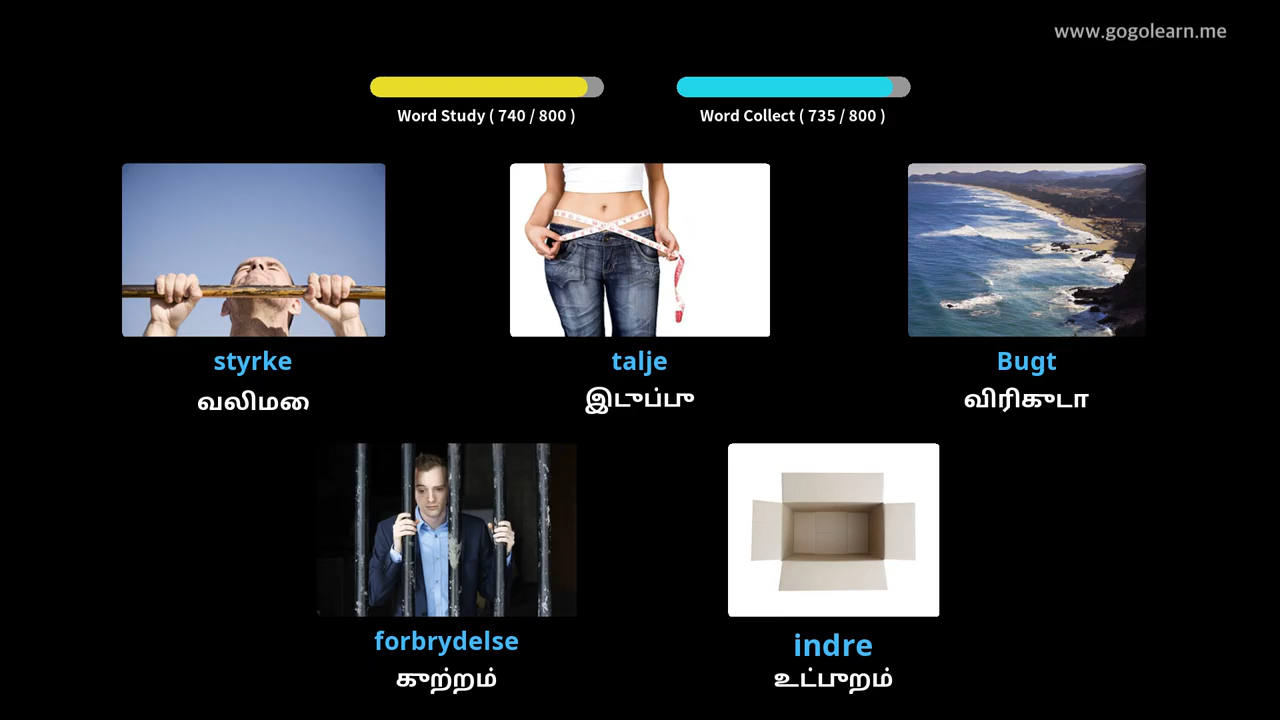 www.gogolearn.me
Word Study ( 740 / 800 )
Word Collect ( 735 / 800 )
styrke
talje
Bugt
வலிமை
இடுப்பு
விரிகுடா
forbrydelse
indre
குற்றம்
உட்புறம்